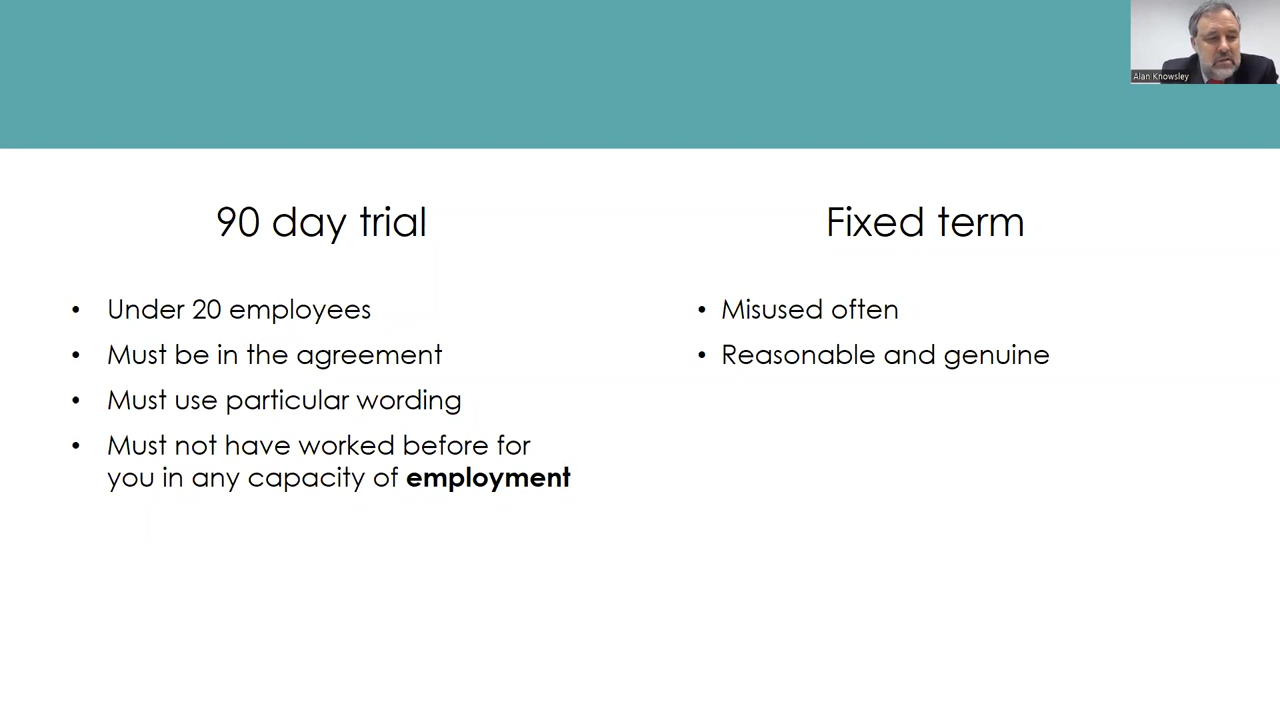 Alan Knowsley
90 day trial
• Under 20 employees
• Must be in the agreement
• Must use particular wording
• Must not have worked before for
you in any capacity of employment
Fixed term
• Misused often
• Reasonable and genuine